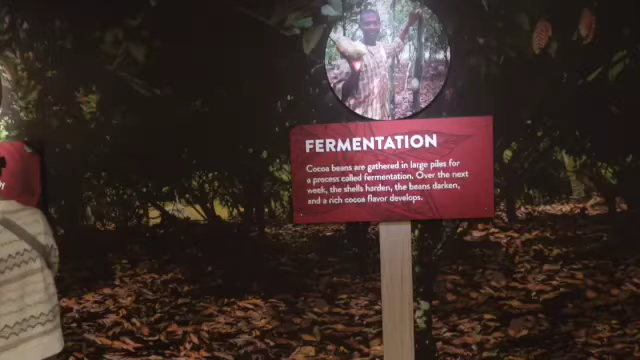 FERMENTATION
Cocoa beans are gathered in large piles for
a process called fermentation. Over the next
week, the shells harden, the beans darken,
and a rich cocoa flavor develops.